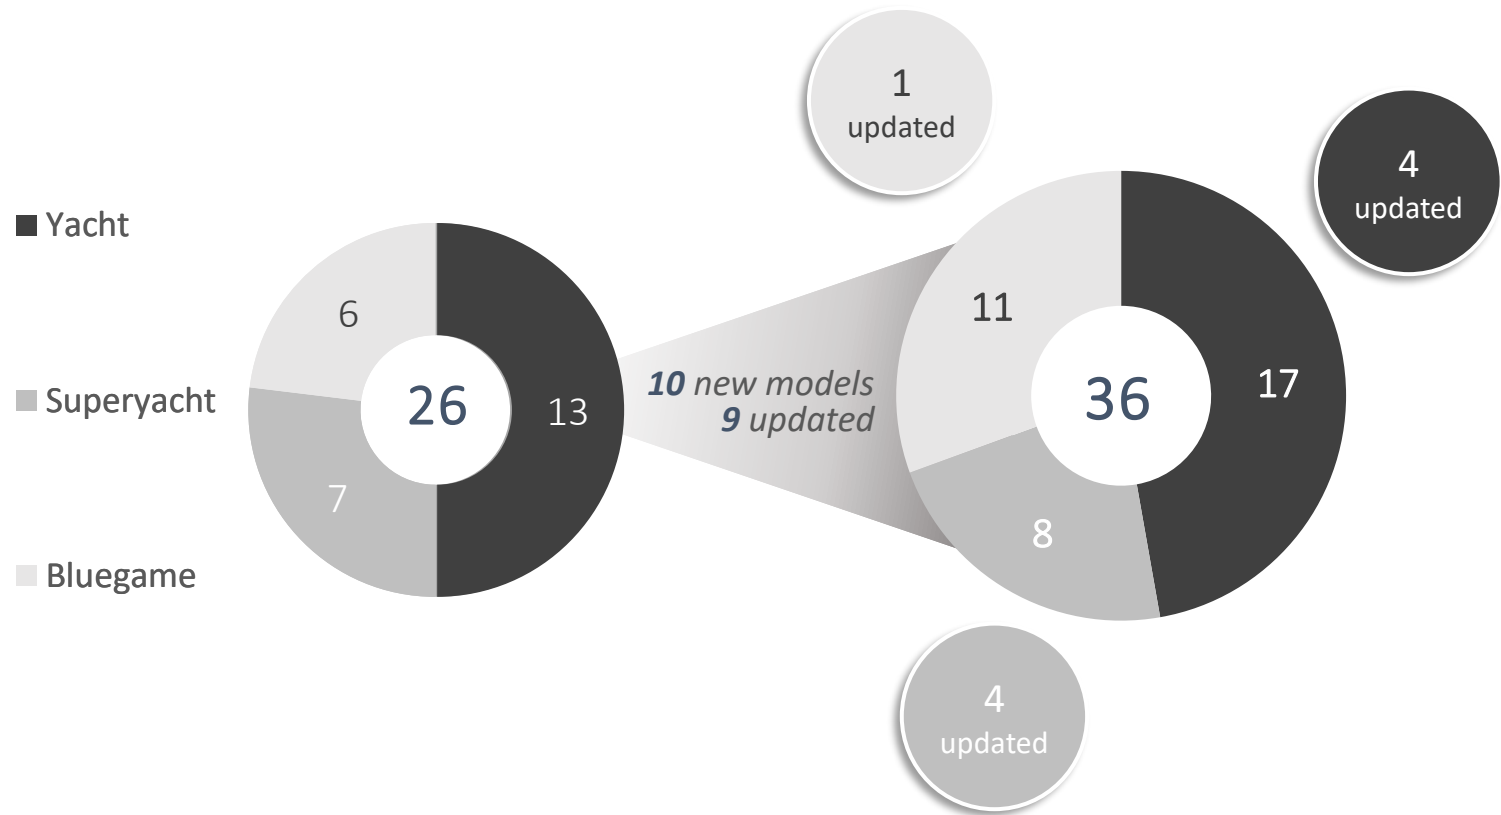 Yacht
Superyacht
Bluegame
6
26
13
7
10 new models
9 updated
1
updated
4
updated
11
36
17
8
4
updated